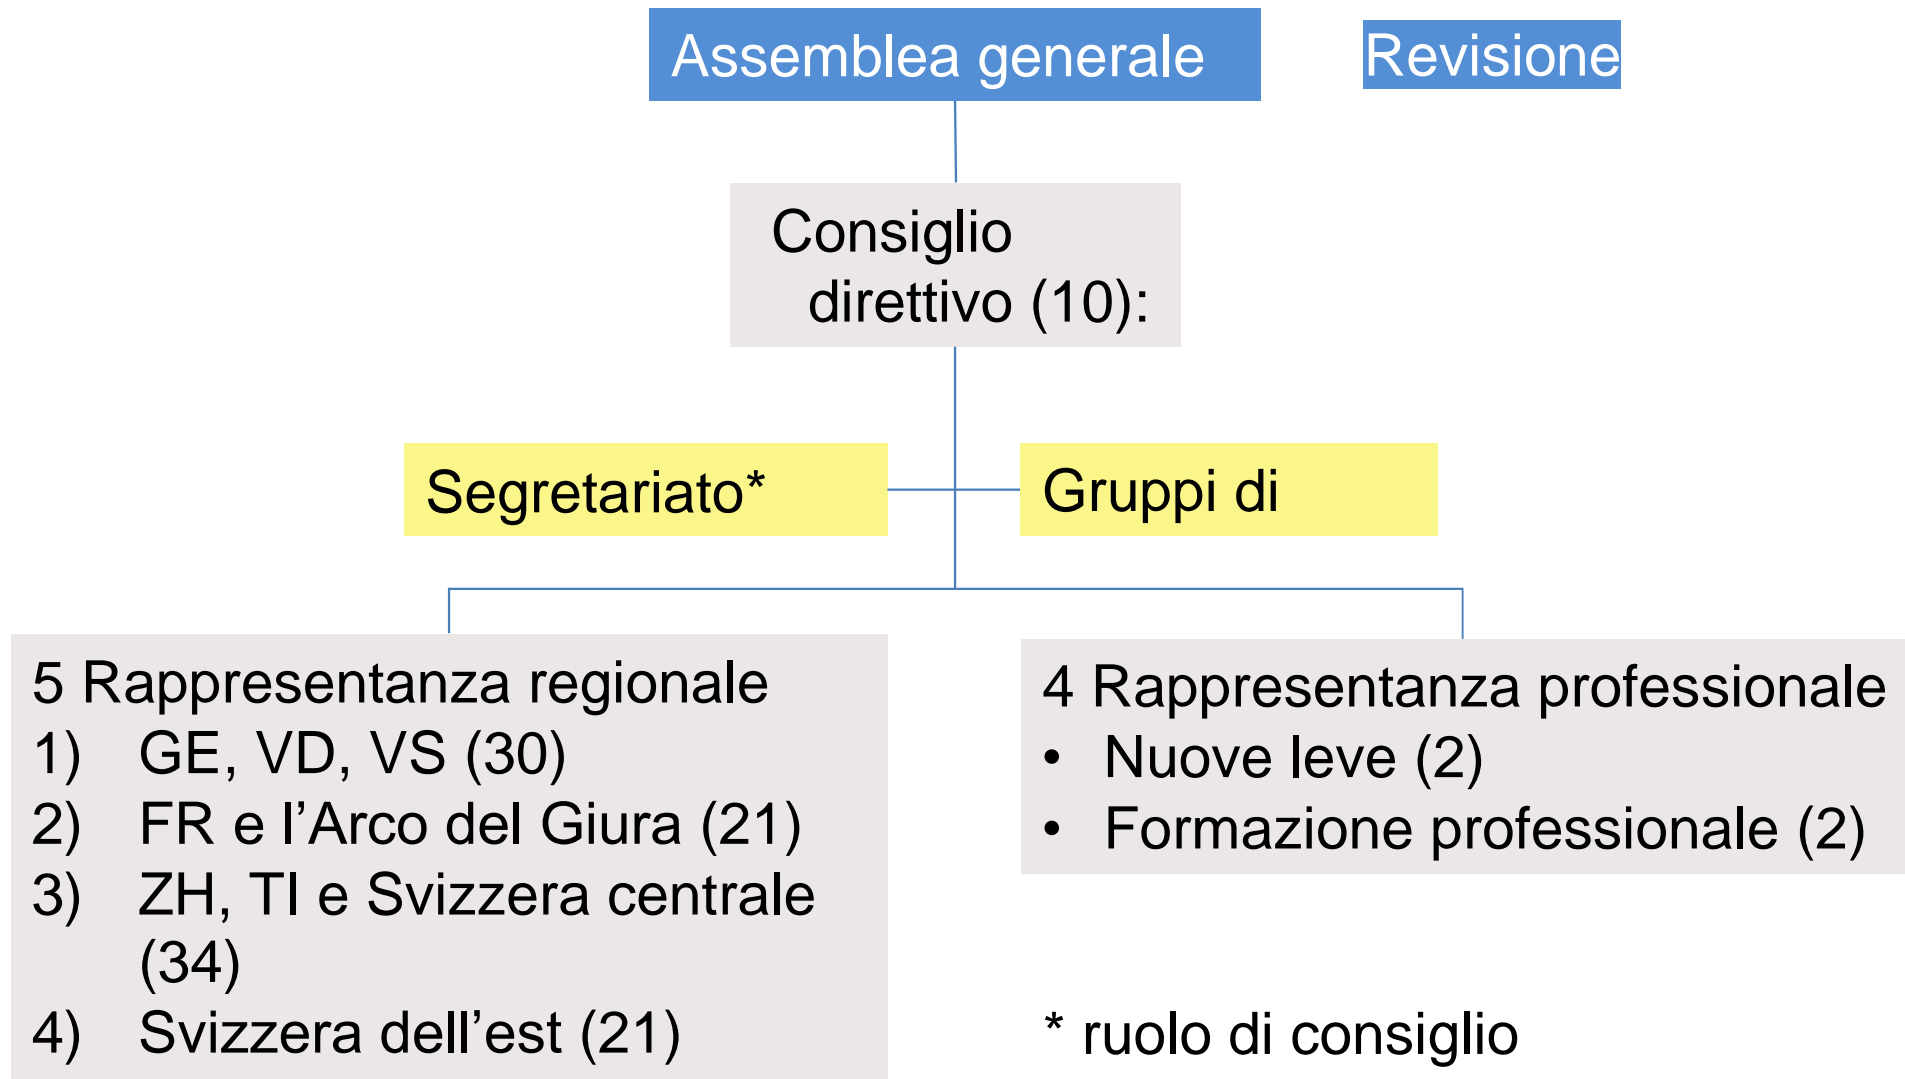 Assemblea generale
Revisione
Consiglio
direttivo (10):
Segretariato*
Gruppi di
5 Rappresentanza regionale
1) GE, VD, VS (30)
2) FR e l’Arco del Giura (21)
3) ZH, TI e Svizzera centrale
(34)
4) Svizzera dell’est (21)
4 Rappresentanza professionale
• Nuove leve (2)
• Formazione professionale (2)
* ruolo di consiglio